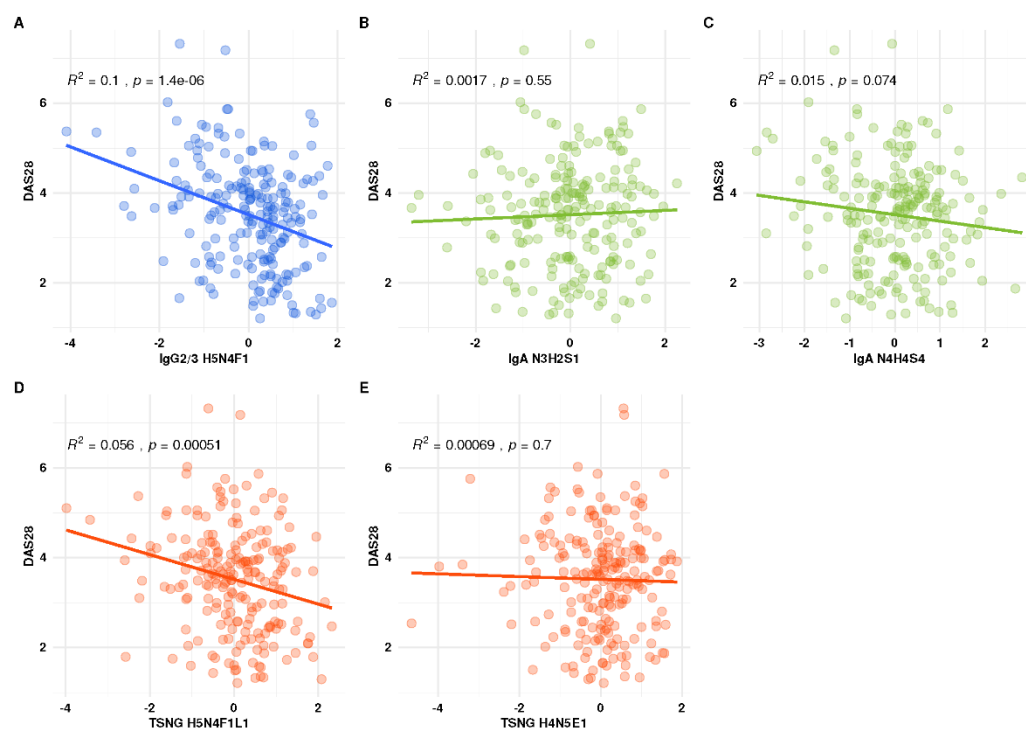 A
R² = 0.1 , p = 1.4e-06
6
4
2
DAS28
-4
-2
0
2
IgG2/3 H5N4F1
B
R² = 0.0017 , p = 0.55
6
4
2
DAS28
-2
0
2
IgA N3H2S1
C
R² = 0.015 , p = 0.074
6
4
2
DAS28
-3
-2
-1
0
1
2
IgA N4H4S4
D
R² = 0.056 , p = 0.00051
6
4
2
DAS28
-4
-2
0
2
TSNG H5N4F1L1
E
R² = 0.00069 , p = 0.7
6
4
2
DAS28
-4
-2
0
2
TSNG H4N5E1